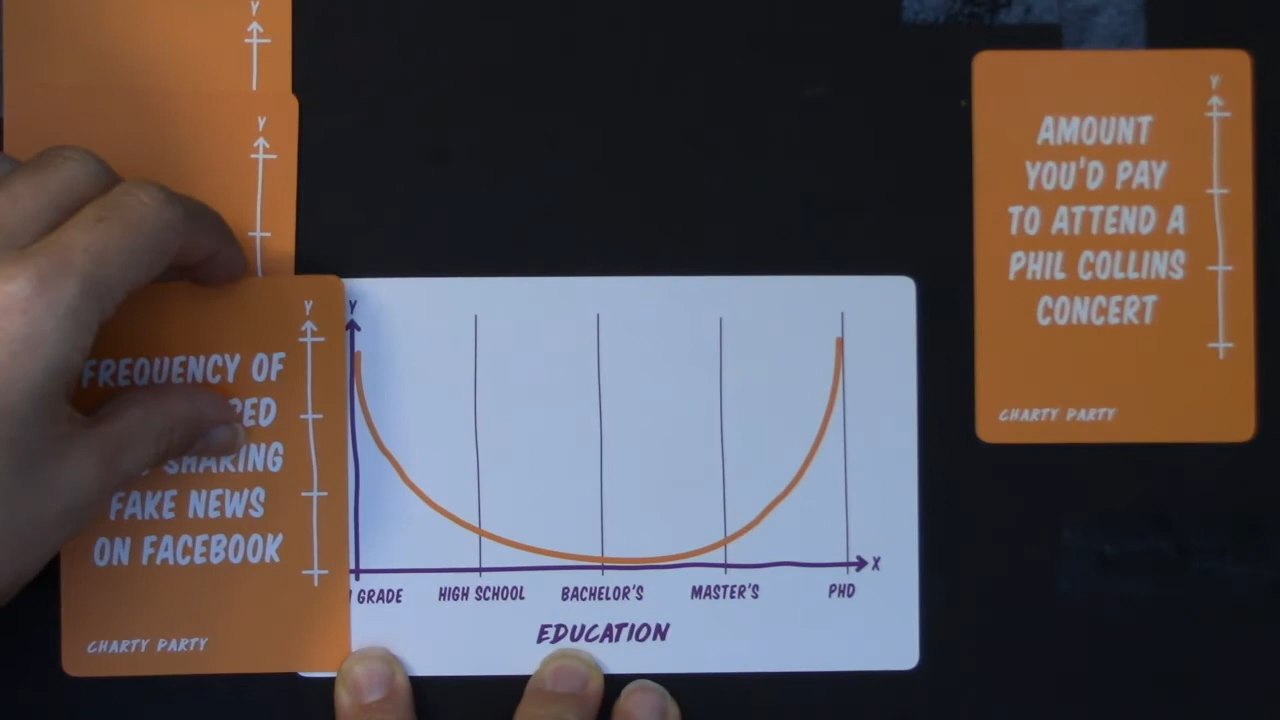 Y
Y
Y
FREQUENCY OF
SHARING
FAKE NEWS
ON FACEBOOK
CHARTY PARTY
Y
GRADE
HIGH SCHOOL
BACHELOR'S
MASTER'S
PHD
X
EDUCATION
Y
AMOUNT
YOU'D PAY
TO ATTEND A
PHIL COLLINS
CONCERT
CHARTY PARTY